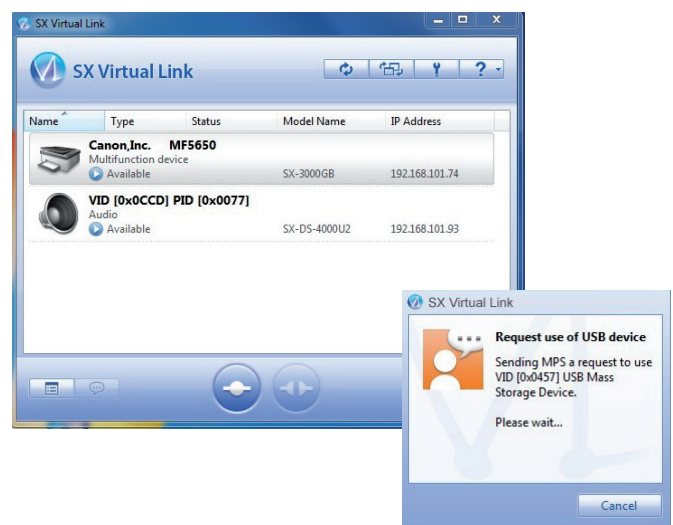 SX Virtual Link
SX Virtual Link
?
Name Type Status Model Name IP Address
Canon,Inc. MF5650
Multifunction device
Available SX-3000GB 192.168.101.74
VID [0x0CCD] PID [0x0077]
Audio
Available SX-DS-4000U2 192.168.101.93
SX Virtual Link
Request use of USB device
Sending MPS a request to use
VID [0x0457] USB Mass
Storage Device.
Please wait...
Cancel